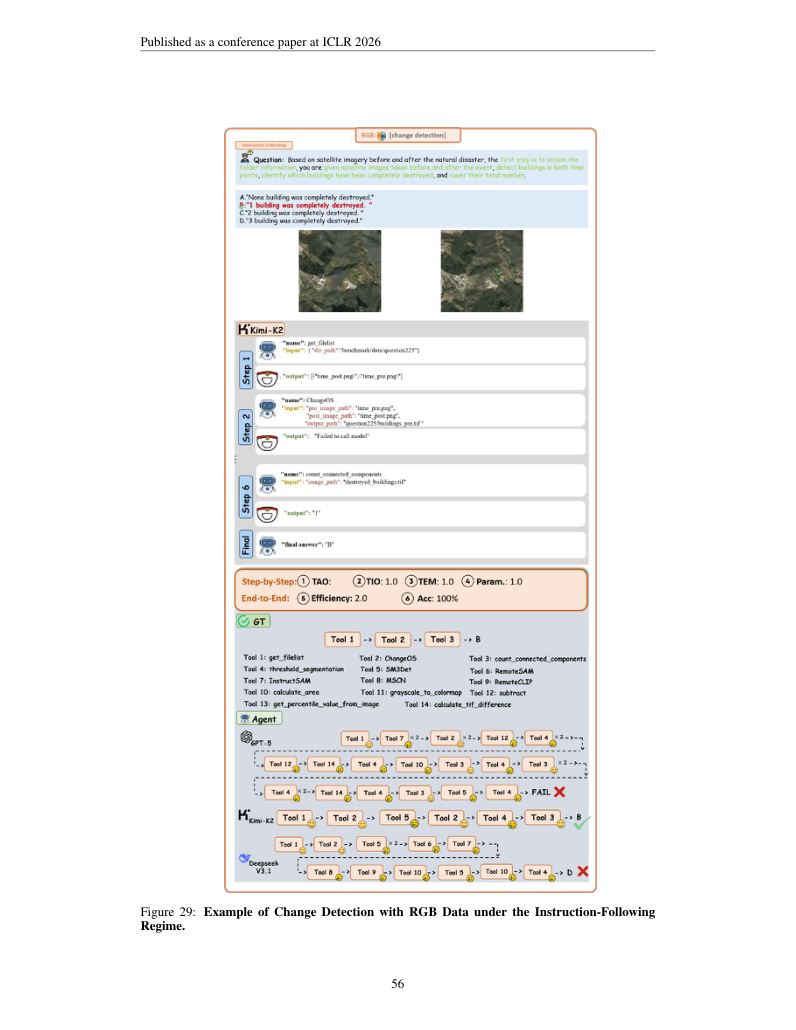 Published as a conference paper at ICLR 2026
RGB: [change detection]
Instruction Following
Question: Based on satellite imagery before and after the natural disaster, the first step is to obtain the
folder information, you are given satellite images taken before and after the event, detect buildings in both time
points, identify which buildings have been completely destroyed, and count their total number.
A."None building was completely destroyed."
B."1 building was completely destroyed. "
C."2 building was completely destroyed. "
D."3 building was completely destroyed."
Kimi-K2
Step 1
"name": get_filelist
"input": { "dir_path":"benchmark/data/question225"}
"output": [\"time_post.png\",\"time_pre.png\"]
Step 2
"name": ChangeOS
"input": "pre_image_path": "time_pre.png",
"post_image_path": "time_post.png",
"output_path": "question225/buildings_pre.tif"
"output": "Failed to call model"
Step 6
"name": count_connected_components
"input": "image_path": "destroyed_buildings.tif"
"output": "1"
Final
"final answer": "B"
Step-by-Step: 1 TAO: 2 TIO: 1.0 3 TEM: 1.0 4 Param.: 1.0
End-to-End: 5 Efficiency: 2.0 6 Acc: 100%
GT
Tool 1 -> Tool 2 -> Tool 3 -> B
Tool 1: get_filelist Tool 2: ChangeOS Tool 3: count_connected_components
Tool 4: threshold_segmentation Tool 5: SM3Det Tool 6: RemoteSAM
Tool 7: InstructSAM Tool 8: MSCN Tool 9: RemoteCLIP
Tool 10: calculate_area Tool 11: grayscale_to_colormap Tool 12: subtract
Tool 13: get_percentile_value_from_image Tool 14: calculate_tif_difference
Agent
GPT-5
Tool 1 -> Tool 7 ×2-> Tool 2 ×2-> Tool 12 -> Tool 4 ×2->
Tool 12 -> Tool 14 -> Tool 4 -> Tool 10 -> Tool 3 -> Tool 4 -> Tool 3 ×2->
Tool 4 ×2-> Tool 14 -> Tool 4 -> Tool 3 -> Tool 5 -> Tool 4 -> FAIL
Kimi-K2 Tool 1 -> Tool 2 -> Tool 5 -> Tool 2 -> Tool 4 -> Tool 3 -> B
Tool 1 -> Tool 2 -> Tool 5 ×2-> Tool 6 -> Tool 7 ->
Deepseek
V3.1
Tool 8 -> Tool 9 -> Tool 10 -> Tool 5 -> Tool 10 -> Tool 4 -> D
Figure 29: Example of Change Detection with RGB Data under the Instruction-Following
Regime.
56